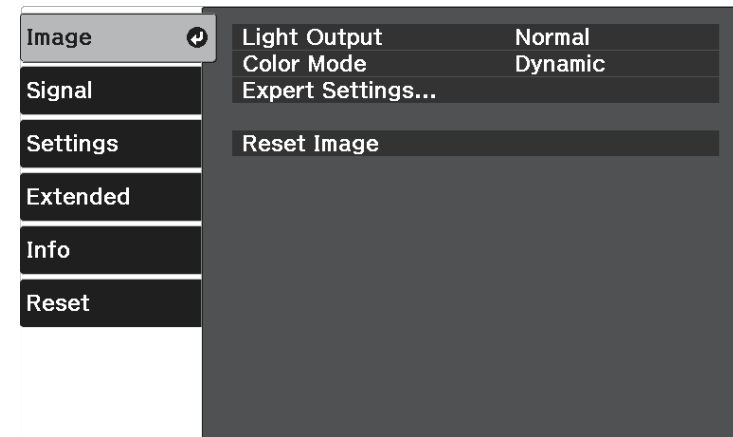 Image
Signal
Settings
Extended
Info
Reset
Light Output Normal
Color Mode Dynamic
Expert Settings...
Reset Image